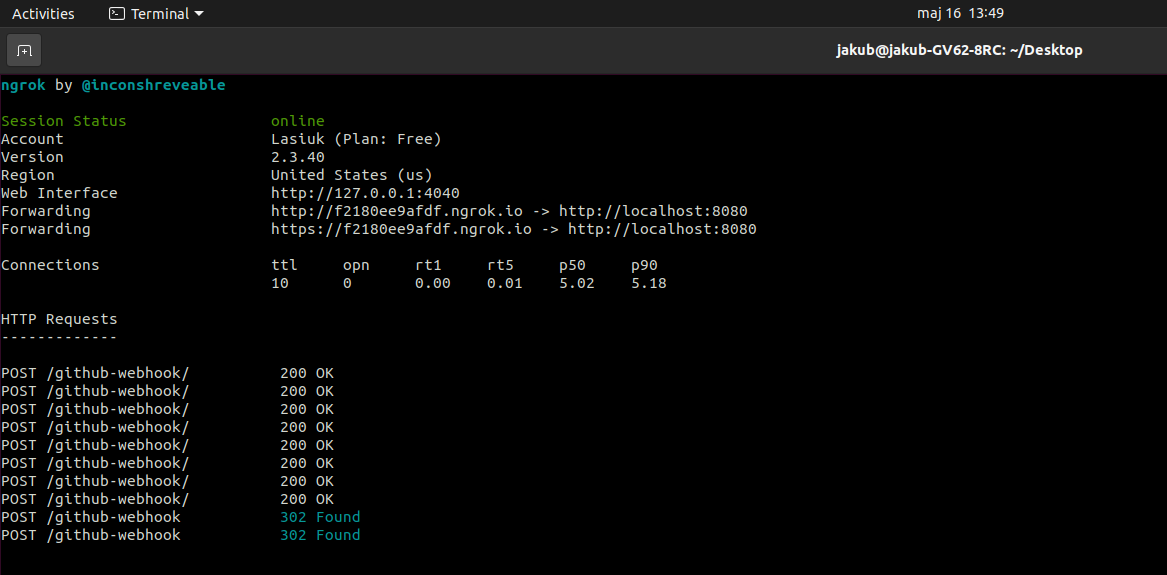 Activities Terminal maj 16 13:49
jakub@jakub-GV62-8RC: ~/Desktop
ngrok by @inconshreveable
Session Status online
Account Lasiuk (Plan: Free)
Version 2.3.40
Region United States (us)
Web Interface http://127.0.0.1:4040
Forwarding http://f2180ee9afdf.ngrok.io -> http://localhost:8080
Forwarding https://f2180ee9afdf.ngrok.io -> http://localhost:8080
Connections ttl opn rt1 rt5 p50 p90
10 0 0.00 0.01 5.02 5.18
HTTP Requests
-------------
POST /github-webhook/ 200 OK
POST /github-webhook/ 200 OK
POST /github-webhook/ 200 OK
POST /github-webhook/ 200 OK
POST /github-webhook/ 200 OK
POST /github-webhook/ 200 OK
POST /github-webhook/ 200 OK
POST /github-webhook/ 200 OK
POST /github-webhook 302 Found
POST /github-webhook 302 Found